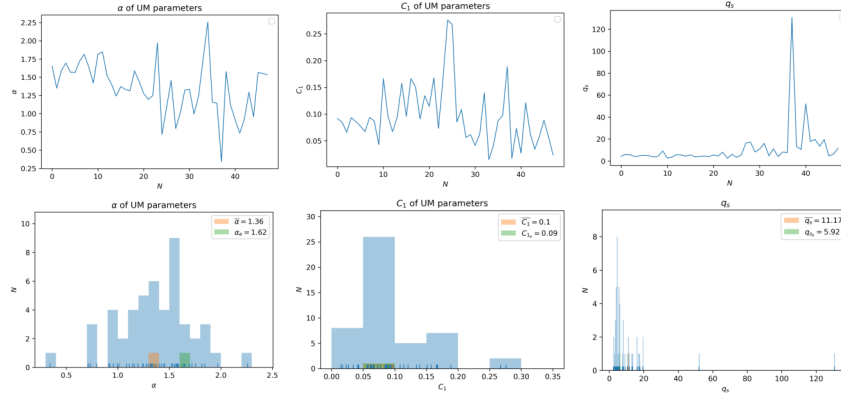 α of UM parameters
2.25
2.00
1.75
1.50
1.25
1.00
0.75
0.50
0.25
α
0 10 20 30 40
N
C₁ of UM parameters
0.25
0.20
0.15
0.10
0.05
C₁
0 10 20 30 40
N
qₛ
120
100
80
60
40
20
0
qₛ
0 10 20 30 40
N
α of UM parameters
10
8
6
4
2
0
N
0.5 1.0 1.5 2.0 2.5
α
ᾱ = 1.36
αₑ = 1.62
C₁ of UM parameters
30
25
20
15
10
5
0
N
0.00 0.05 0.10 0.15 0.20 0.25 0.30 0.35
C₁
C̅₁ = 0.1
= 0.09
qₛ
8
6
4
2
0
N
0 20 40 60 80 100 120
qₛ
q̅ₛ = 11.17
= 5.92